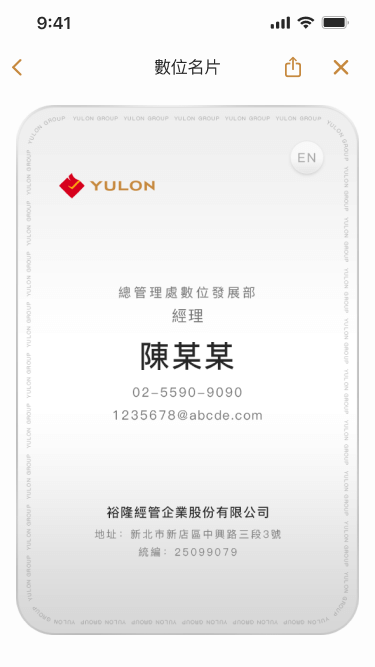 9:41
數位名片
YULON GROUP YULON GROUP YULON GROUP YULON GROUP YULON GROUP YULON GROUP
EN
YULON
總管理處數位發展部
經理
陳某某
02-5590-9090
1235678@abcde.com
裕隆經管企業股份有限公司
地址：新北市新店區中興路三段3號
統編：25099079